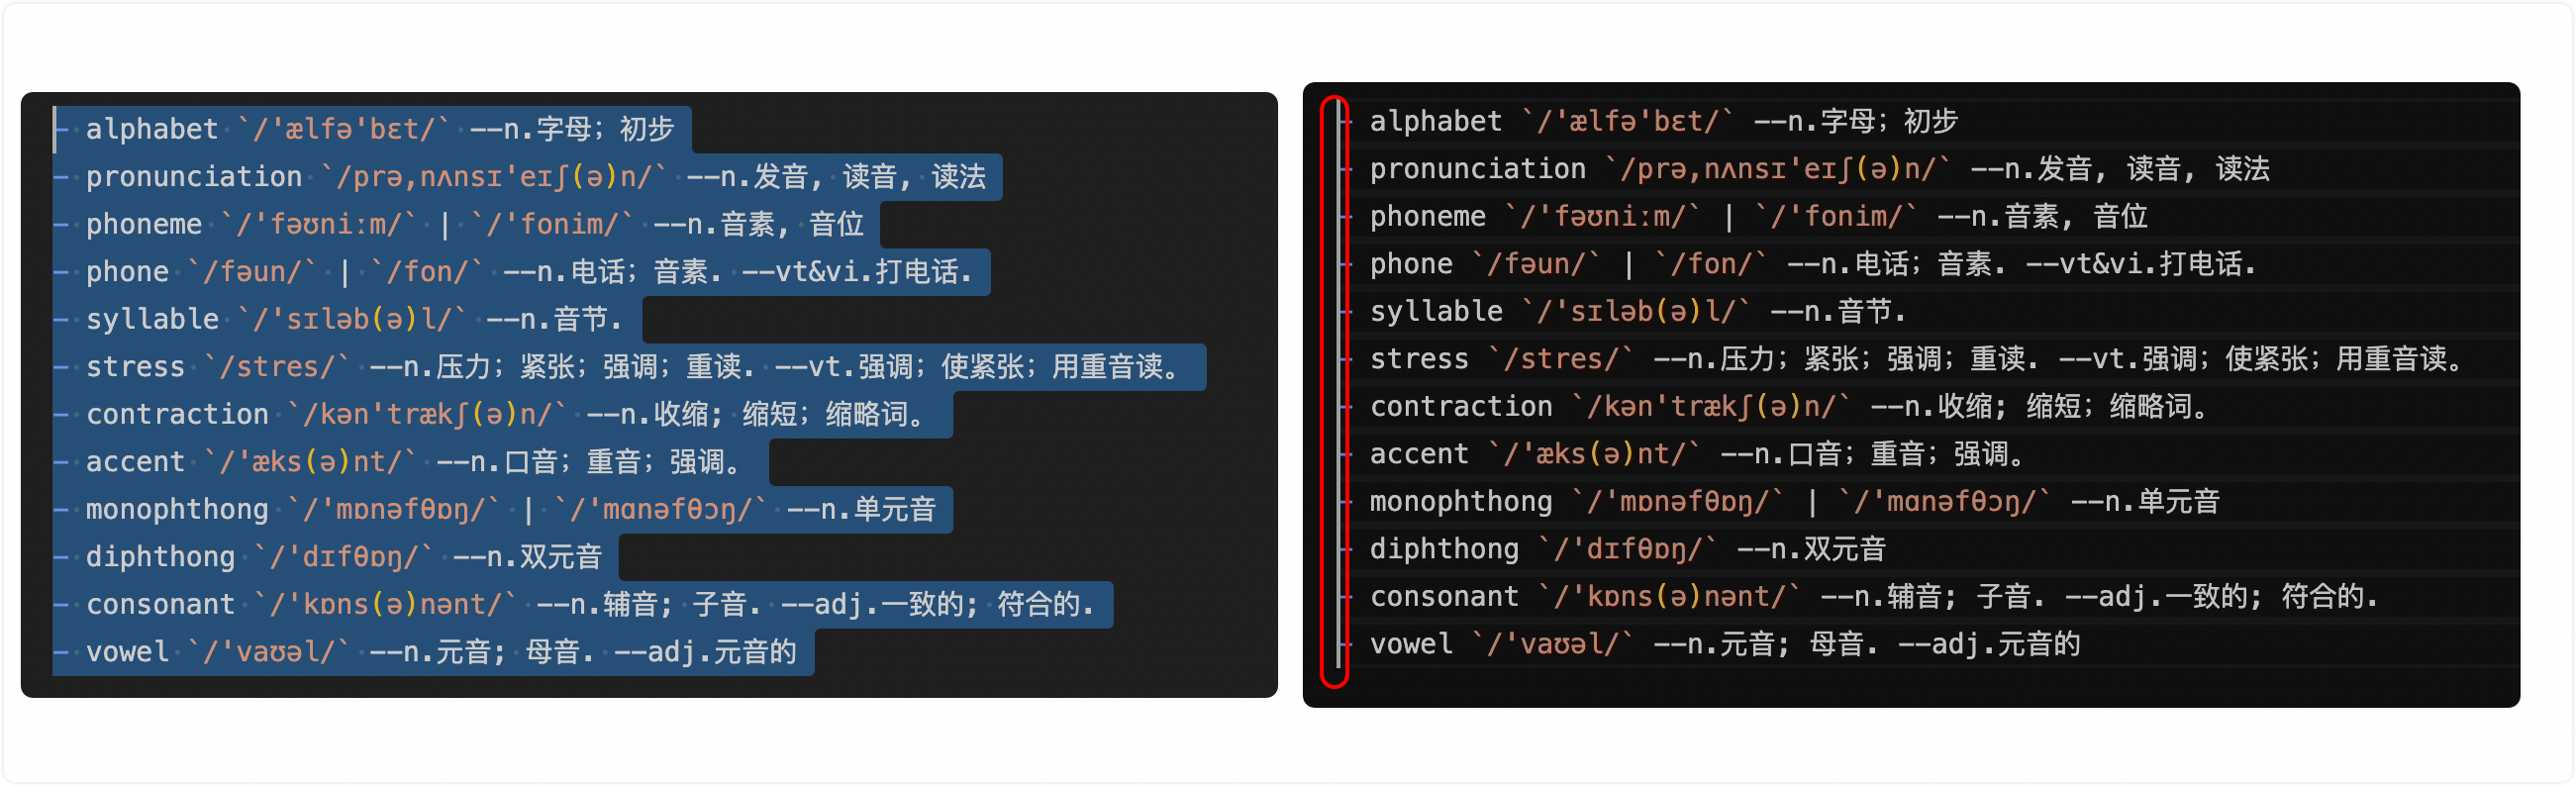 - alphabet `/'ælfə'bɛt/` --n.字母; 初步
- pronunciation `/prə,nʌnsɪ'eɪʃ(ə)n/` --n.发音, 读音, 读法
- phoneme `/'fəʊniːm/` | `/'fonim/` --n.音素, 音位
- phone `/fəun/` | `/fon/` --n.电话; 音素. --vt&vi.打电话.
- syllable `/'sɪləb(ə)l/` --n.音节.
- stress `/stres/` --n.压力; 紧张; 强调; 重读. --vt.强调; 使紧张; 用重音读。
- contraction `/kən'trækʃ(ə)n/` --n.收缩; 缩短; 缩略词。
- accent `/'æks(ə)nt/` --n.口音; 重音; 强调。
- monophthong `/'mɒnəfθɒŋ/` | `/'mɑnəfθɔŋ/` --n.单元音
- diphthong `/'dɪfθɒŋ/` --n.双元音
- consonant `/'kɒns(ə)nənt/` --n.辅音; 子音. --adj.一致的; 符合的.
- vowel `/'vaʊəl/` --n.元音; 母音. --adj.元音的
- alphabet `/'ælfə'bɛt/` --n.字母; 初步
- pronunciation `/prə,nʌnsɪ'eɪʃ(ə)n/` --n.发音, 读音, 读法
- phoneme `/'fəʊniːm/` | `/'fonim/` --n.音素, 音位
- phone `/fəun/` | `/fon/` --n.电话; 音素. --vt&vi.打电话.
- syllable `/'sɪləb(ə)l/` --n.音节.
- stress `/stres/` --n.压力; 紧张; 强调; 重读. --vt.强调; 使紧张; 用重音读。
- contraction `/kən'trækʃ(ə)n/` --n.收缩; 缩短; 缩略词。
- accent `/'æks(ə)nt/` --n.口音; 重音; 强调。
- monophthong `/'mɒnəfθɒŋ/` | `/'mɑnəfθɔŋ/` --n.单元音
- diphthong `/'dɪfθɒŋ/` --n.双元音
- consonant `/'kɒns(ə)nənt/` --n.辅音; 子音. --adj.一致的; 符合的.
- vowel `/'vaʊəl/` --n.元音; 母音. --adj.元音的